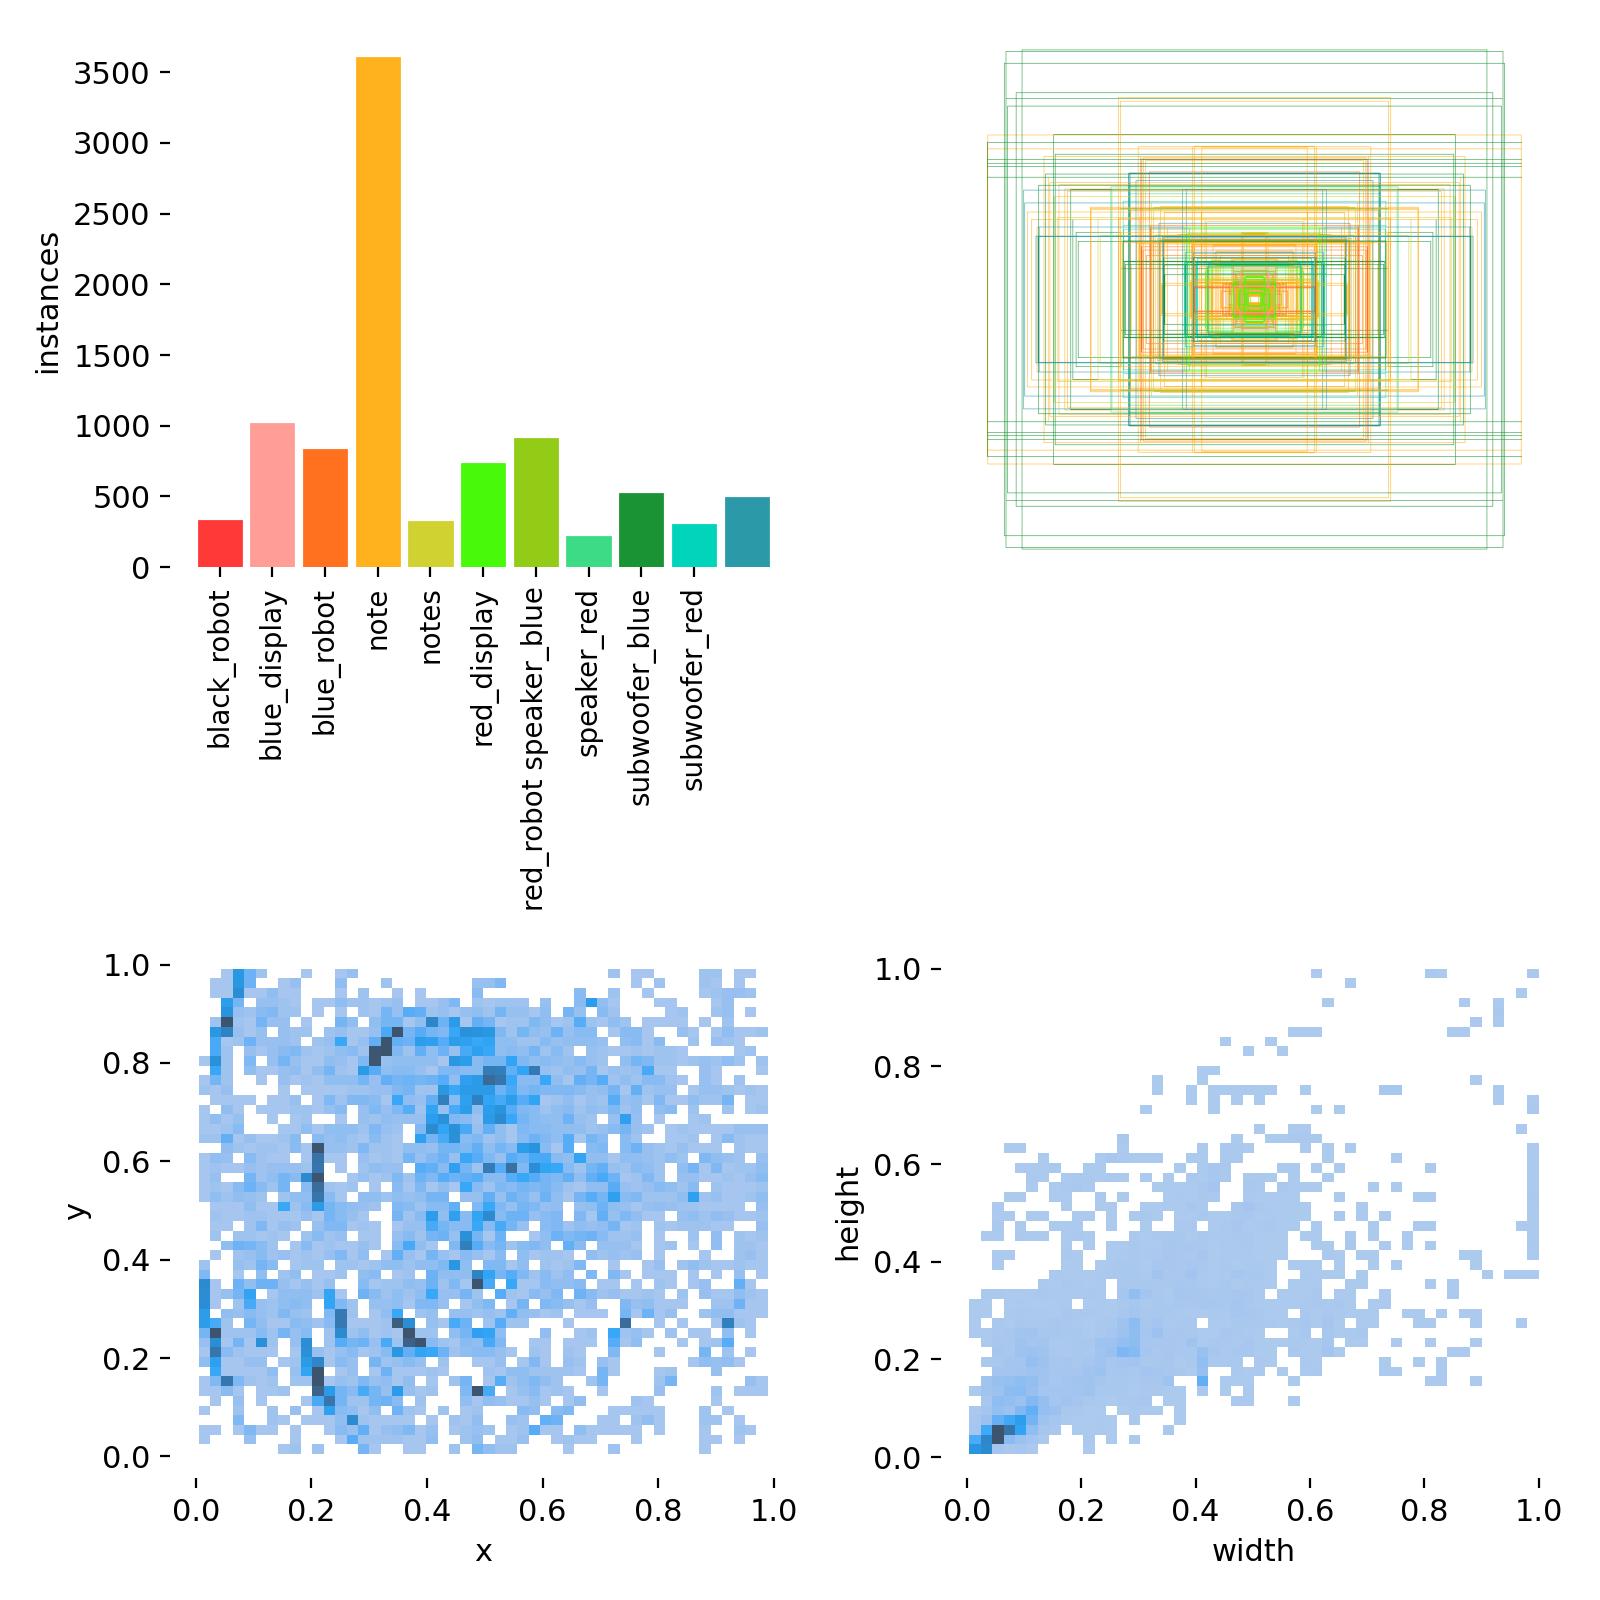 instances
3500
3000
2500
2000
1500
1000
500
0
black_robot
blue_display
blue_robot
note
notes
red_display
red_robot speaker_blue
speaker_red
subwoofer_blue
subwoofer_red
y
1.0
0.8
0.6
0.4
0.2
0.0
0.0 0.2 0.4 0.6 0.8 1.0
x
height
1.0
0.8
0.6
0.4
0.2
0.0
0.0 0.2 0.4 0.6 0.8 1.0
width